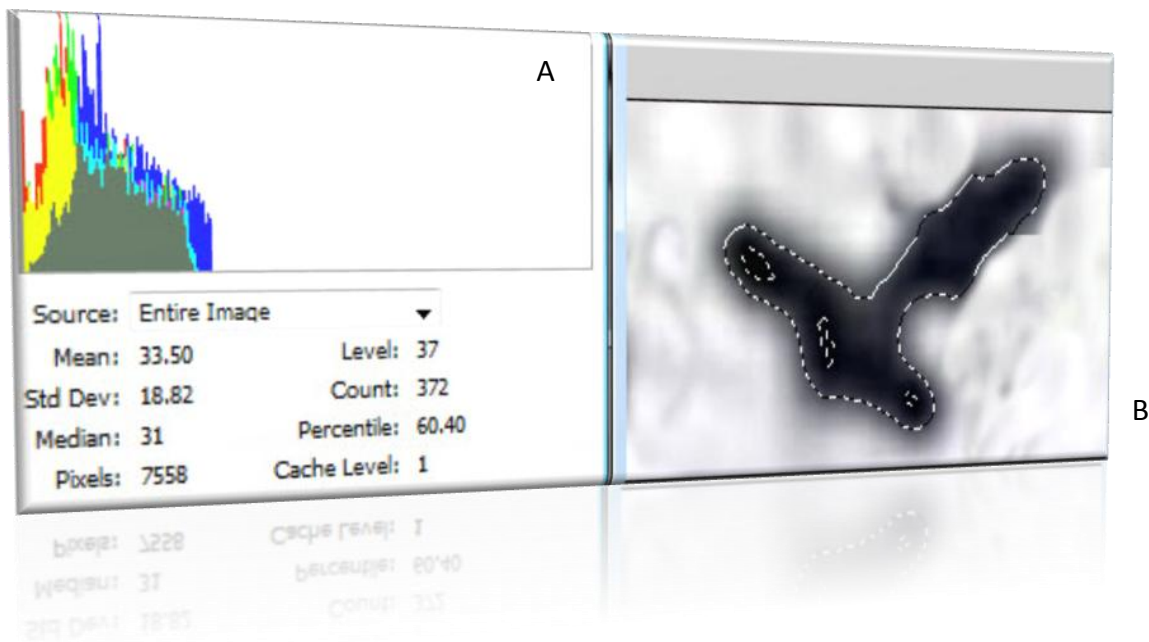 A
Source: Entire Image
Mean: 33.50 Level: 37
Std Dev: 18.82 Count: 372
Median: 31 Percentile: 60.40
Pixels: 7558 Cache Level: 1
B